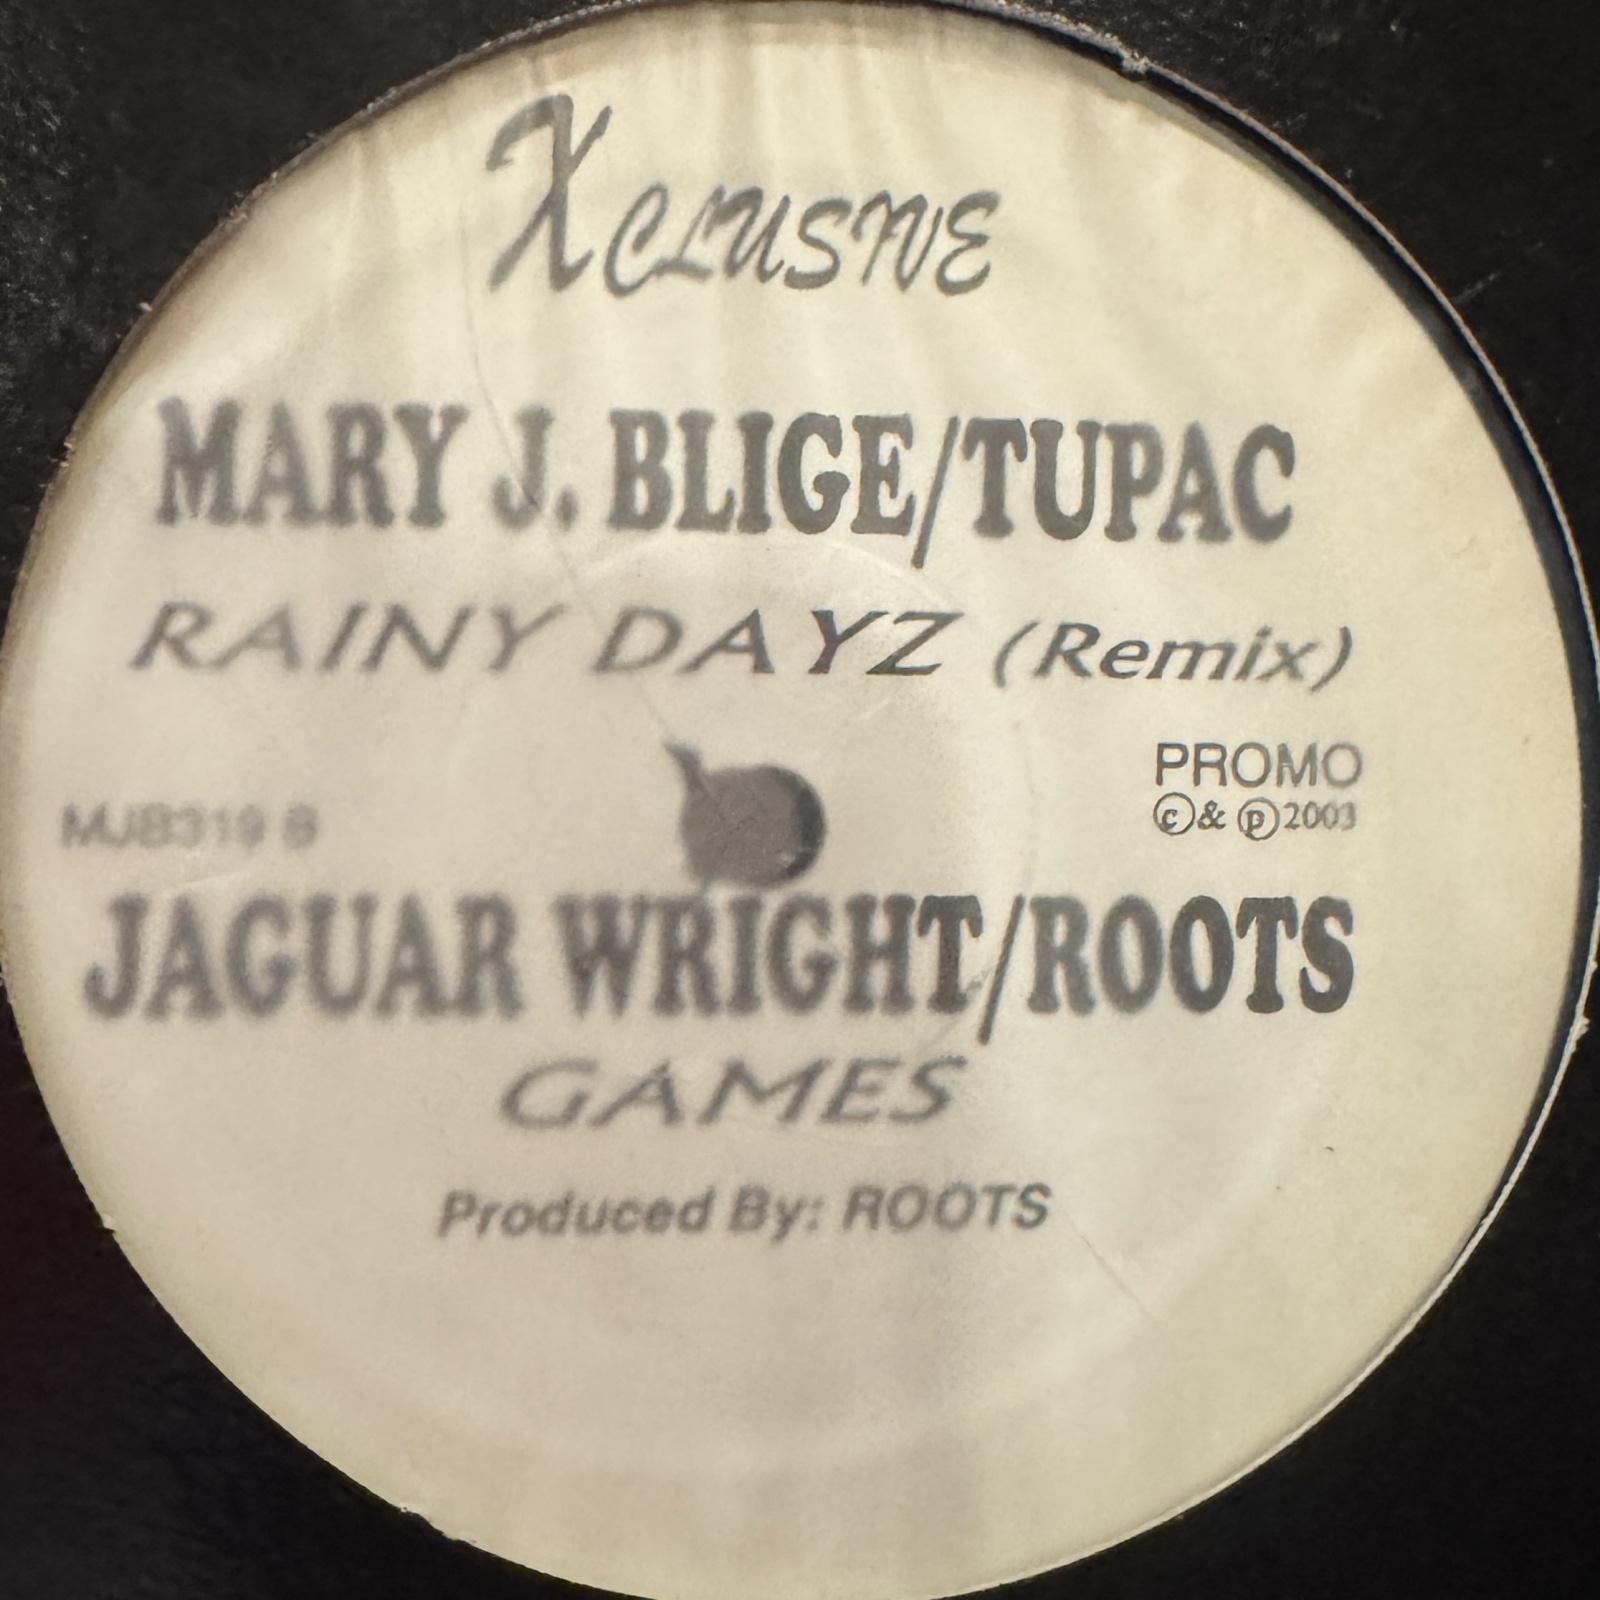 XCLUSIVE
MARY J. BLIGE/TUPAC
RAINY DAYZ (Remix)
PROMO
MJB319 B
ⓒ & ⓟ 2003
JAGUAR WRIGHT/ROOTS
GAMES
Produced By: ROOTS